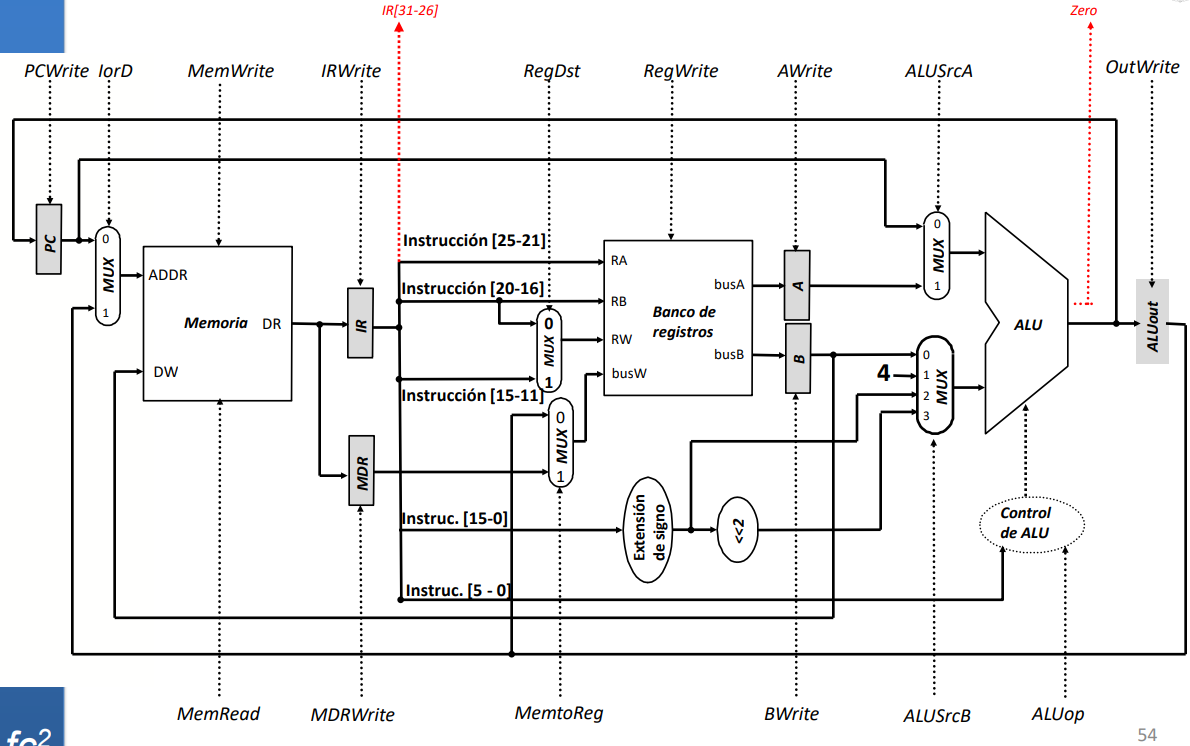 IR[31-26]
Zero
PCWrite IorD MemWrite IRWrite RegDst RegWrite AWrite ALUSrcA OutWrite
PC
0
MUX
1
ADDR
Memoria
DR
DW
IR
MDR
Instrucción [25-21]
Instrucción [20-16]
0
MUX
1
Instrucción [15-11]
0
MUX
1
RA
RB
RW
busW
Banco de
registros
busA
busB
A
B
0
MUX
1
4
0
1
2
3
MUX
ALU
ALUout
Instruc. [15-0]
Extensión
de signo
<<2
Control
de ALU
Instruc. [5 - 0]
MemRead MDRWrite MemtoReg BWrite ALUSrcB ALUop
54
fc2